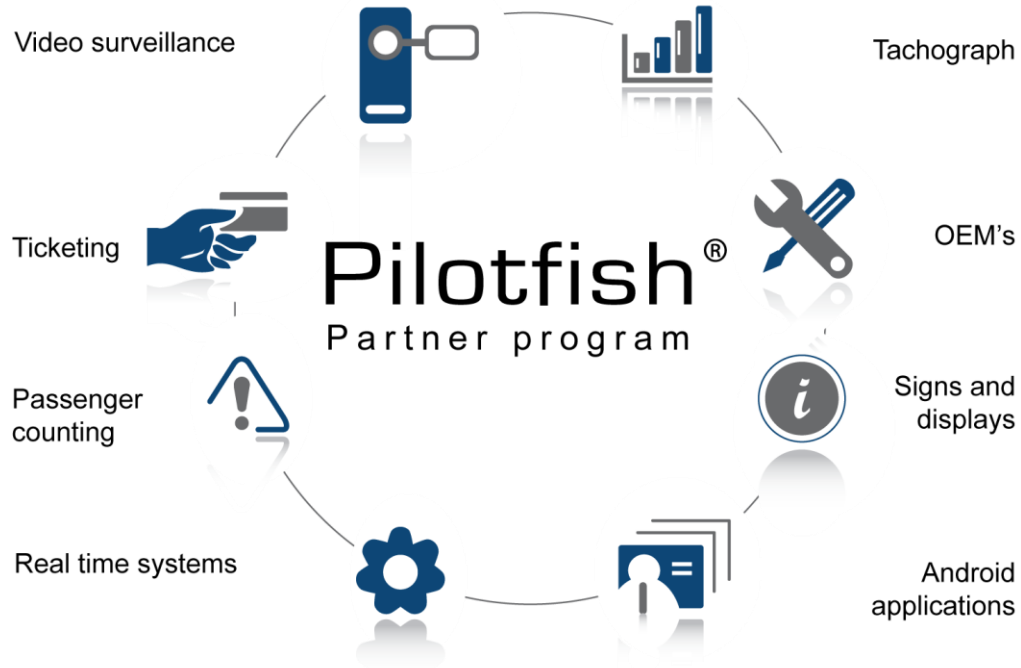 Video surveillance
Tachograph
Ticketing
OEM's
Pilotfish®
Partner program
Passenger
counting
Signs and
displays
Real time systems
Android
applications